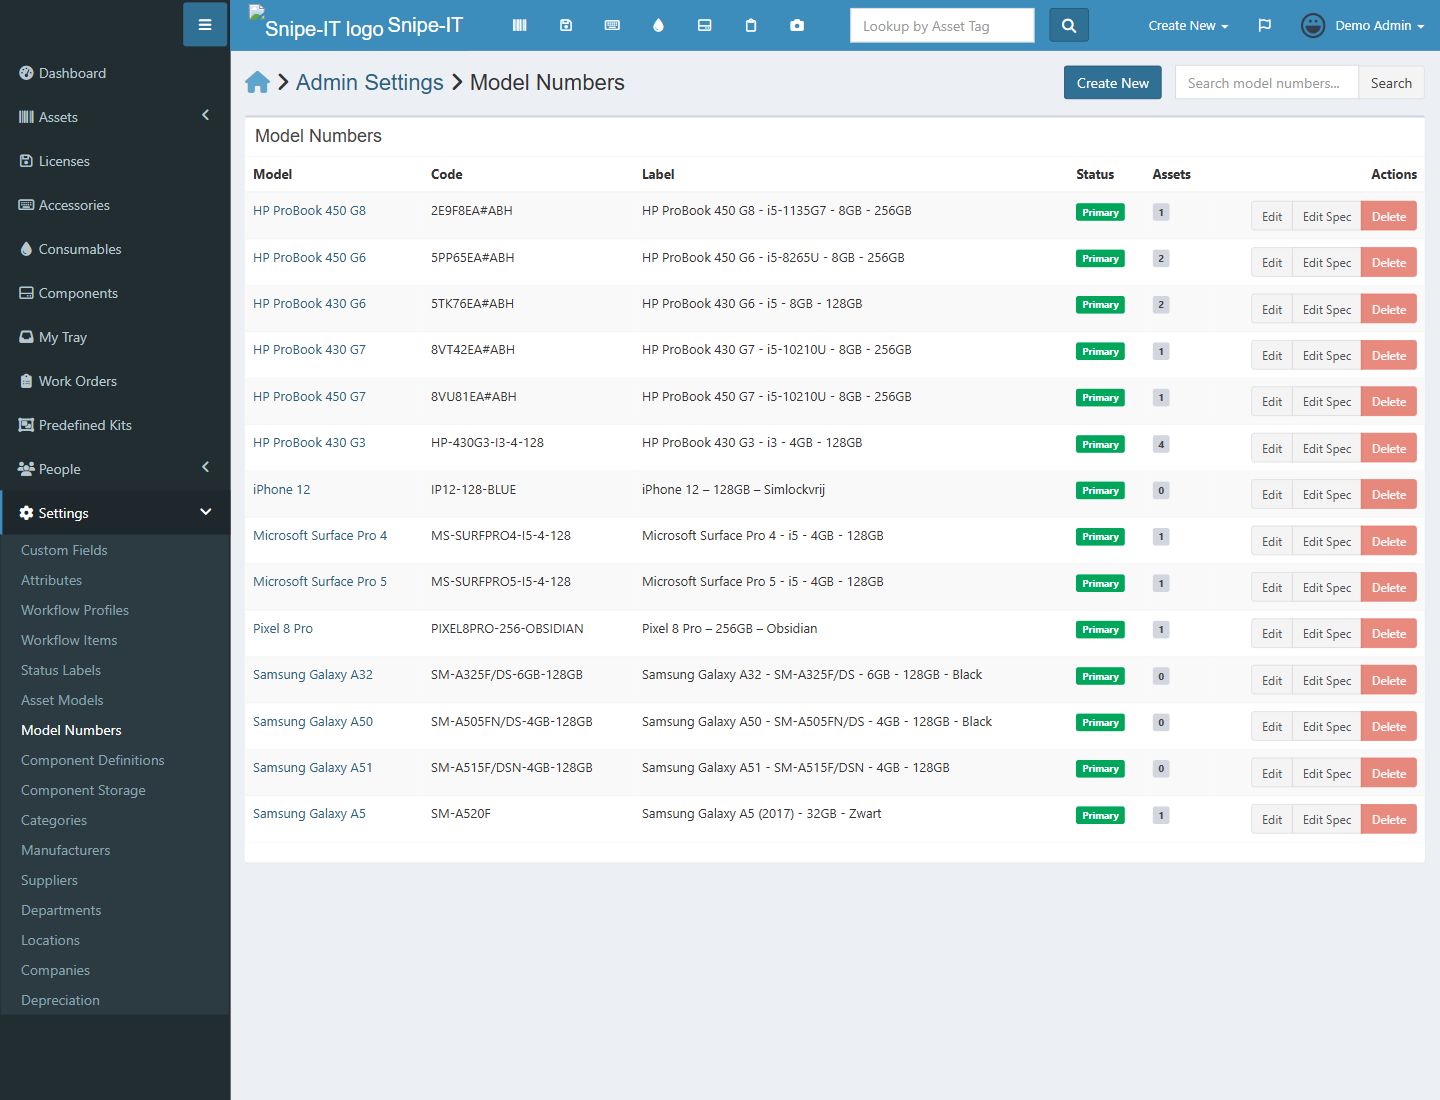 Snipe-IT logo Snipe-IT
Lookup by Asset Tag
Create New
Demo Admin
Dashboard
Assets
Licenses
Accessories
Consumables
Components
My Tray
Work Orders
Predefined Kits
People
Settings
Custom Fields
Attributes
Workflow Profiles
Workflow Items
Status Labels
Asset Models
Model Numbers
Component Definitions
Component Storage
Categories
Manufacturers
Suppliers
Departments
Locations
Companies
Depreciation
Admin Settings Model Numbers
Create New Search model numbers... Search
Model Numbers
Model Code Label Status Assets Actions
HP ProBook 450 G8 2E9F8EA#ABH HP ProBook 450 G8 - i5-1135G7 - 8GB - 256GB Primary 1 Edit Edit Spec Delete
HP ProBook 450 G6 5PP65EA#ABH HP ProBook 450 G6 - i5-8265U - 8GB - 256GB Primary 2 Edit Edit Spec Delete
HP ProBook 430 G6 5TK76EA#ABH HP ProBook 430 G6 - i5 - 8GB - 128GB Primary 2 Edit Edit Spec Delete
HP ProBook 430 G7 8VT42EA#ABH HP ProBook 430 G7 - i5-10210U - 8GB - 256GB Primary 1 Edit Edit Spec Delete
HP ProBook 450 G7 8VU81EA#ABH HP ProBook 450 G7 - i5-10210U - 8GB - 256GB Primary 1 Edit Edit Spec Delete
HP ProBook 430 G3 HP-430G3-I3-4-128 HP ProBook 430 G3 - i3 - 4GB - 128GB Primary 4 Edit Edit Spec Delete
iPhone 12 IP12-128-BLUE iPhone 12 – 128GB – Simlockvrij Primary 0 Edit Edit Spec Delete
Microsoft Surface Pro 4 MS-SURFPRO4-I5-4-128 Microsoft Surface Pro 4 - i5 - 4GB - 128GB Primary 1 Edit Edit Spec Delete
Microsoft Surface Pro 5 MS-SURFPRO5-I5-4-128 Microsoft Surface Pro 5 - i5 - 4GB - 128GB Primary 1 Edit Edit Spec Delete
Pixel 8 Pro PIXEL8PRO-256-OBSIDIAN Pixel 8 Pro – 256GB – Obsidian Primary 1 Edit Edit Spec Delete
Samsung Galaxy A32 SM-A325F/DS-6GB-128GB Samsung Galaxy A32 - SM-A325F/DS - 6GB - 128GB - Black Primary 0 Edit Edit Spec Delete
Samsung Galaxy A50 SM-A505FN/DS-4GB-128GB Samsung Galaxy A50 - SM-A505FN/DS - 4GB - 128GB - Black Primary 0 Edit Edit Spec Delete
Samsung Galaxy A51 SM-A515F/DSN-4GB-128GB Samsung Galaxy A51 - SM-A515F/DSN - 4GB - 128GB Primary 0 Edit Edit Spec Delete
Samsung Galaxy A5 SM-A520F Samsung Galaxy A5 (2017) - 32GB - Zwart Primary 1 Edit Edit Spec Delete